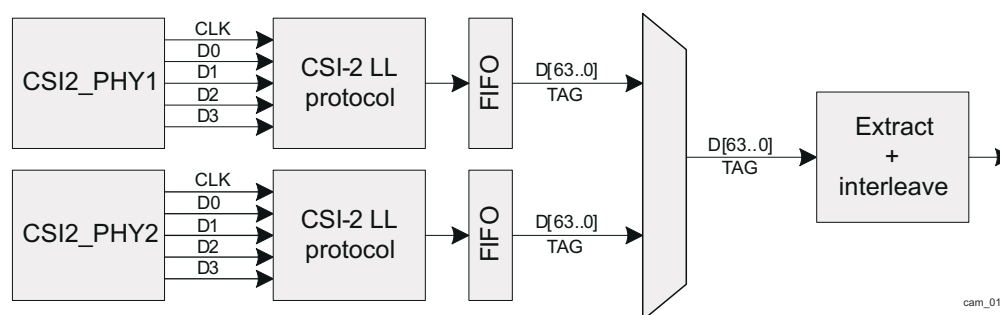 CSI2_PHY1
CLK
D0
D1
D2
D3
CSI-2 LL
protocol
FIFO
D[63..0]
TAG
CSI2_PHY2
CLK
D0
D1
D2
D3
CSI-2 LL
protocol
FIFO
D[63..0]
TAG
D[63..0]
TAG
Extract
+
interleave
cam_01